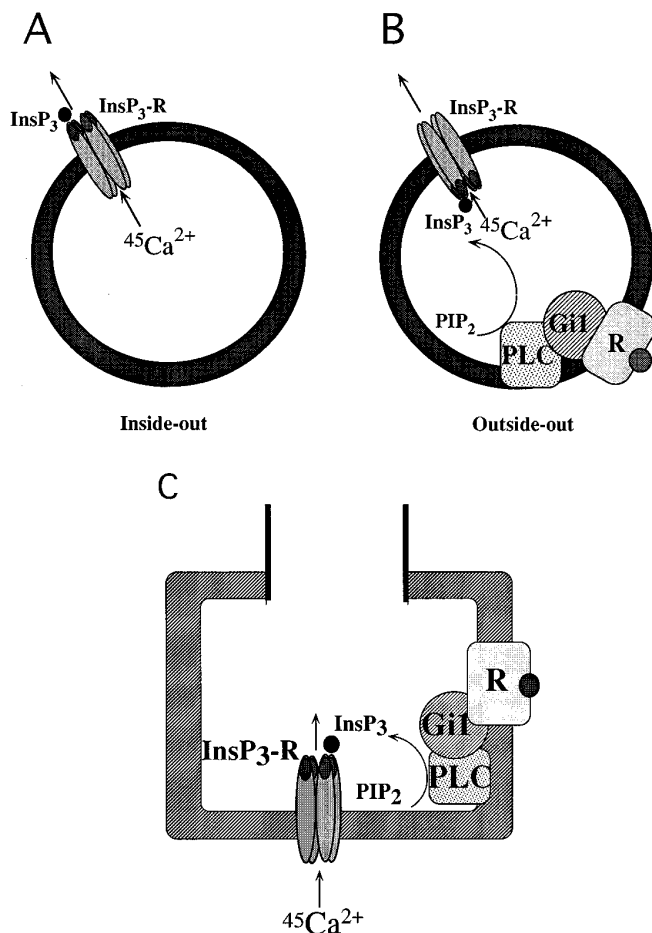 A
InsP₃
InsP₃-R
⁴⁵Ca²⁺
Inside-out
B
InsP₃-R
InsP₃
⁴⁵Ca²⁺
PIP₂
PLC
Gi1
R
Outside-out
C
R
InsP₃
Gi1
InsP₃-R
PLC
PIP₂
⁴⁵Ca²⁺